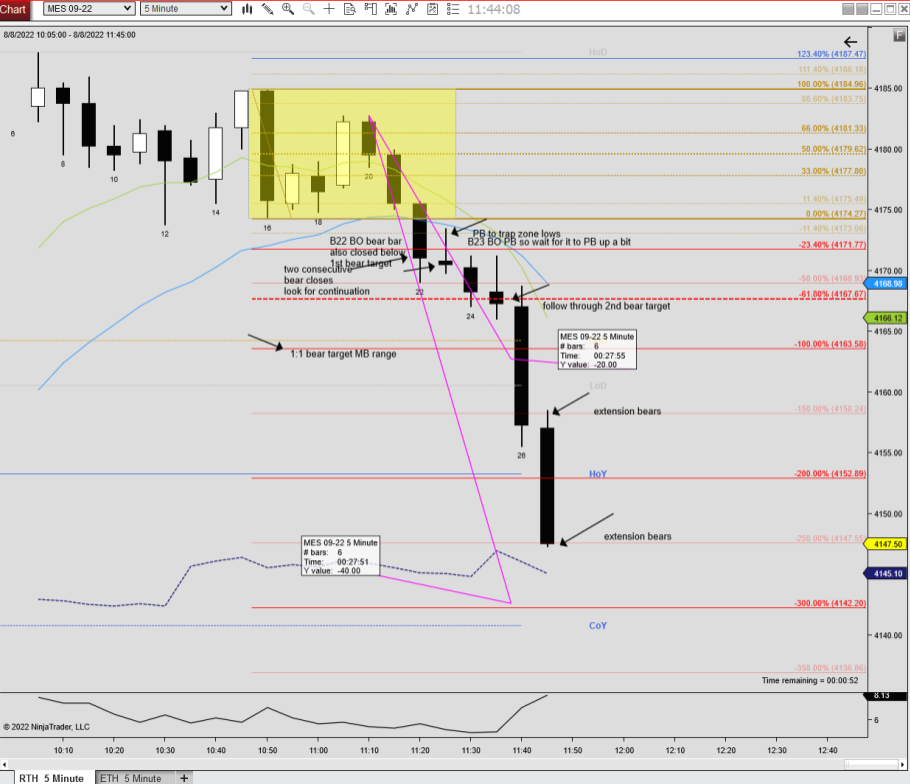 Chart MES 09-22 5 Minute 11:44:08
8/8/2022 10:05:00 - 8/8/2022 11:45:00
F
HoD
123.40% (4187.47)
111.40% (4186.18)
100.00% (4184.96)
88.60% (4183.75)
66.00% (4181.33)
50.00% (4179.62)
33.00% (4177.80)
11.40% (4175.49)
0.00% (4174.27)
-11.40% (4173.06)
-23.40% (4171.77)
-50.00% (4168.93)
-61.80% (4167.67)
-100.00% (4163.58)
-150.00% (4158.24)
-200.00% (4152.89)
-250.00% (4147.55)
-300.00% (4142.20)
-350.00% (4136.86)
4185.00
4180.00
4175.00
4170.00
4168.98
4166.12
4165.00
4160.00
4155.00
4150.00
4147.50
4145.10
4140.00
6
8
10
12
14
16
18
20
22
24
26
PB to trap zone lows
B22 BO bear bar
B23 BO PB so wait for it to PB up a bit
also closed below
1st bear target
two consecutive
bear closes
look for continuation
follow through 2nd bear target
1:1 bear target MB range
MES 09-22 5 Minute
# bars: 6
Time: 00:27:55
Y value: -20.00
LoD
extension bears
HoY
extension bears
MES 09-22 5 Minute
# bars: 6
Time: 00:27:51
Y value: -40.00
CoY
Time remaining = 00:00:52
8.13
6
© 2022 NinjaTrader, LLC
10:10 10:20 10:30 10:40 10:50 11:00 11:10 11:20 11:30 11:40 11:50 12:00 12:10 12:20 12:30 12:40
RTH 5 Minute ETH 5 Minute +